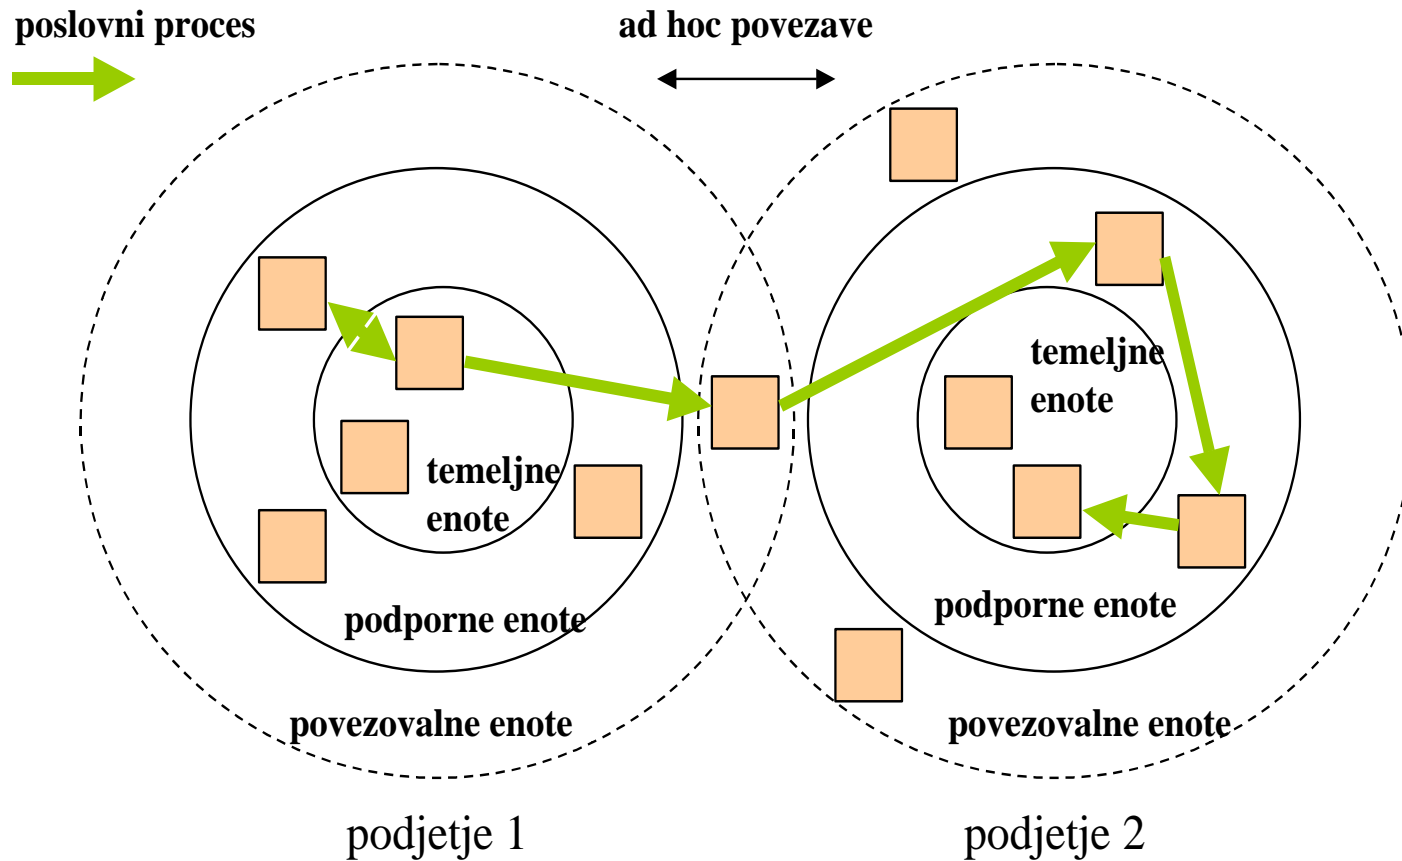 poslovni proces
ad hoc povezave
temeljne
enote
temeljne
enote
podporne enote
podporne enote
povezovalne enote
povezovalne enote
podjetje 1
podjetje 2